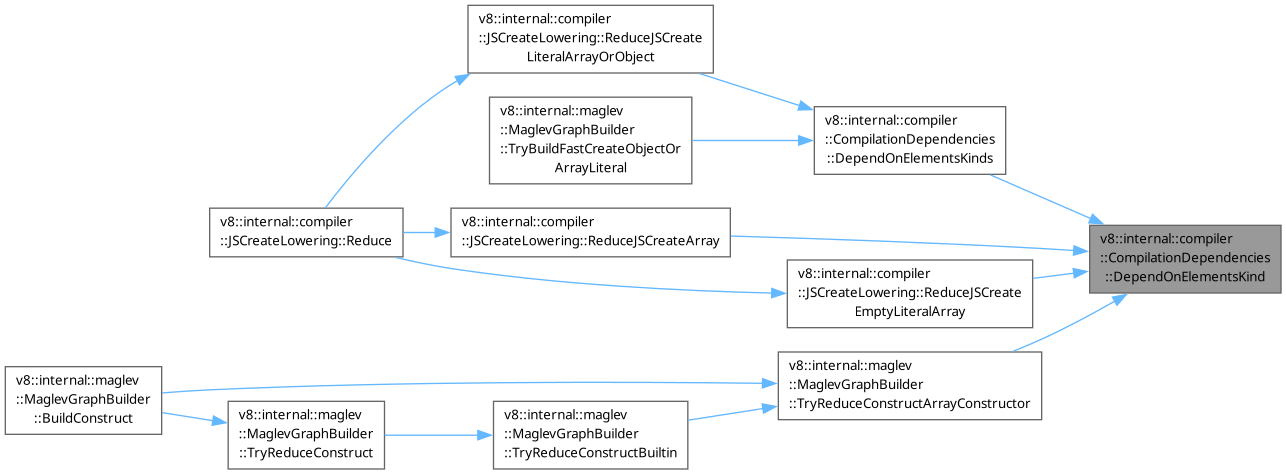 v8::internal::compiler
::JSCreateLowering::ReduceJSCreate
LiteralArrayOrObject
v8::internal::maglev
::MaglevGraphBuilder
::TryBuildFastCreateObjectOr
ArrayLiteral
v8::internal::compiler
::CompilationDependencies
::DependOnElementsKinds
v8::internal::compiler
::JSCreateLowering::Reduce
v8::internal::compiler
::JSCreateLowering::ReduceJSCreateArray
v8::internal::compiler
::CompilationDependencies
::DependOnElementsKind
v8::internal::compiler
::JSCreateLowering::ReduceJSCreate
EmptyLiteralArray
v8::internal::maglev
::MaglevGraphBuilder
::TryReduceConstructArrayConstructor
v8::internal::maglev
::MaglevGraphBuilder
::BuildConstruct
v8::internal::maglev
::MaglevGraphBuilder
::TryReduceConstruct
v8::internal::maglev
::MaglevGraphBuilder
::TryReduceConstructBuiltin